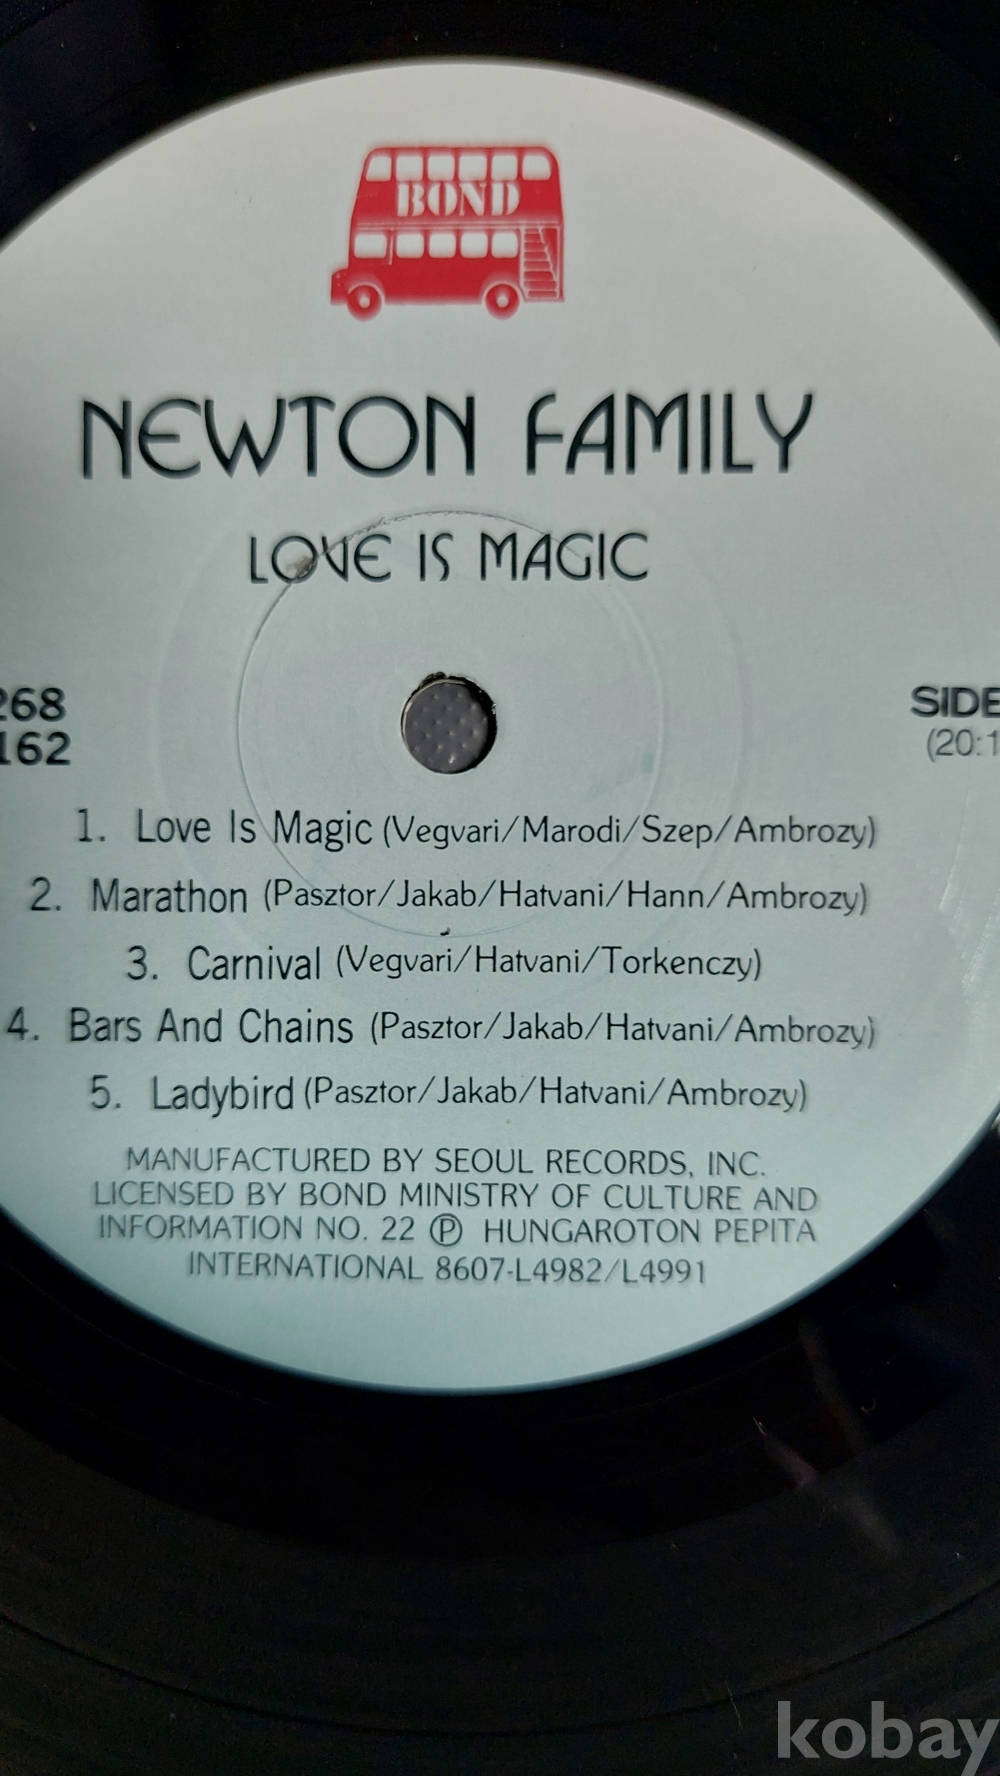 BOND
NEWTON FAMILY
LOVE IS MAGIC
268 SIDE
162 (20:1
1. Love Is Magic (Vegvari/Marodi/Szep/Ambrozy)
2. Marathon (Pasztor/Jakab/Hatvani/Hann/Ambrozy)
3. Carnival (Vegvari/Hatvani/Torkenczy)
4. Bars And Chains (Pasztor/Jakab/Hatvani/Ambrozy)
5. Ladybird (Pasztor/Jakab/Hatvani/Ambrozy)
MANUFACTURED BY SEOUL RECORDS, INC.
LICENSED BY BOND MINISTRY OF CULTURE AND
INFORMATION NO. 22 Ⓟ HUNGAROTON PEPITA
INTERNATIONAL 8607-L4982/L4991
kobay